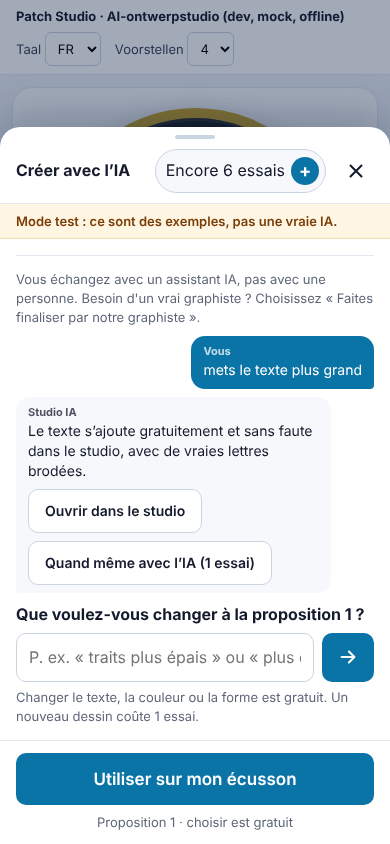 Patch Studio · AI-ontwerpstudio (dev, mock, offline)
Taal FR Voorstellen 4
Créer avec l’IA Encore 6 essais +
Mode test : ce sont des exemples, pas une vraie IA.
Vous échangez avec un assistant IA, pas avec une
personne. Besoin d'un vrai graphiste ? Choisissez « Faites
finaliser par notre graphiste ».
Vous
mets le texte plus grand
Studio IA
Le texte s’ajoute gratuitement et sans faute
dans le studio, avec de vraies lettres
brodées.
Ouvrir dans le studio
Quand même avec l’IA (1 essai)
Que voulez-vous changer à la proposition 1 ?
P. ex. « traits plus épais » ou « plus
Changer le texte, la couleur ou la forme est gratuit. Un
nouveau dessin coûte 1 essai.
Utiliser sur mon écusson
Proposition 1 · choisir est gratuit